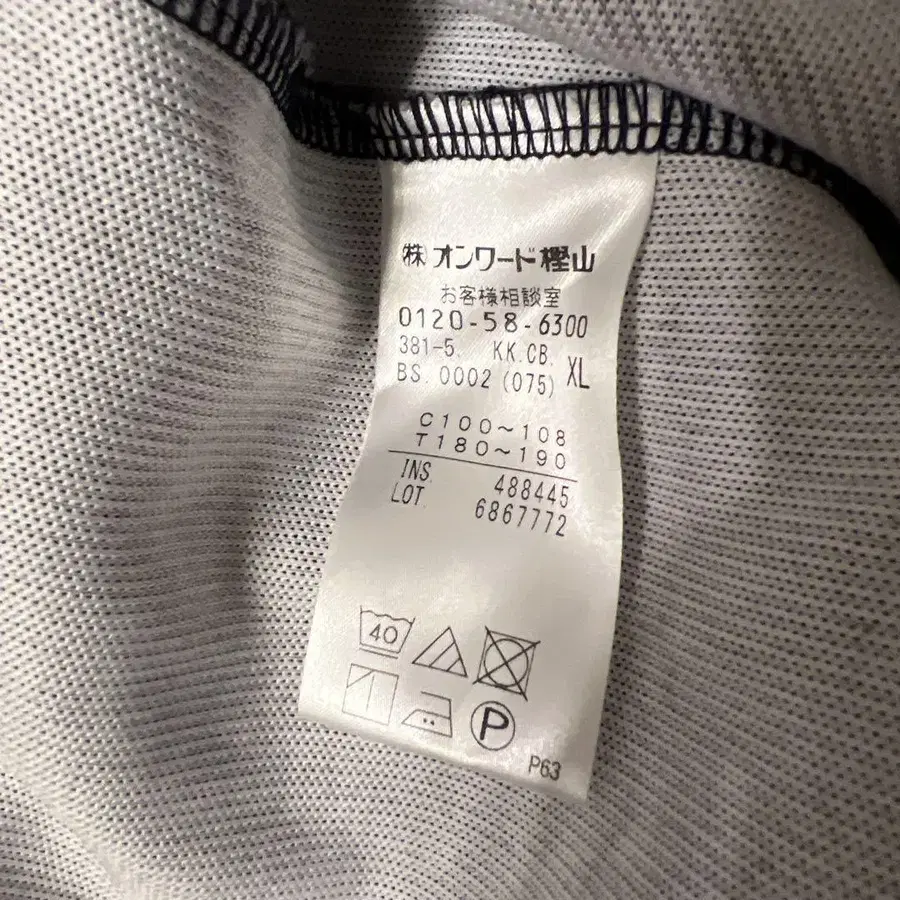 ㈱オンワード樫山
お客様相談室
0120-58-6300
381-5. KK.CB. XL
BS. 0002 (075)
C100~108
T180~190
INS. 488445
LOT. 6867772
40
P
P63